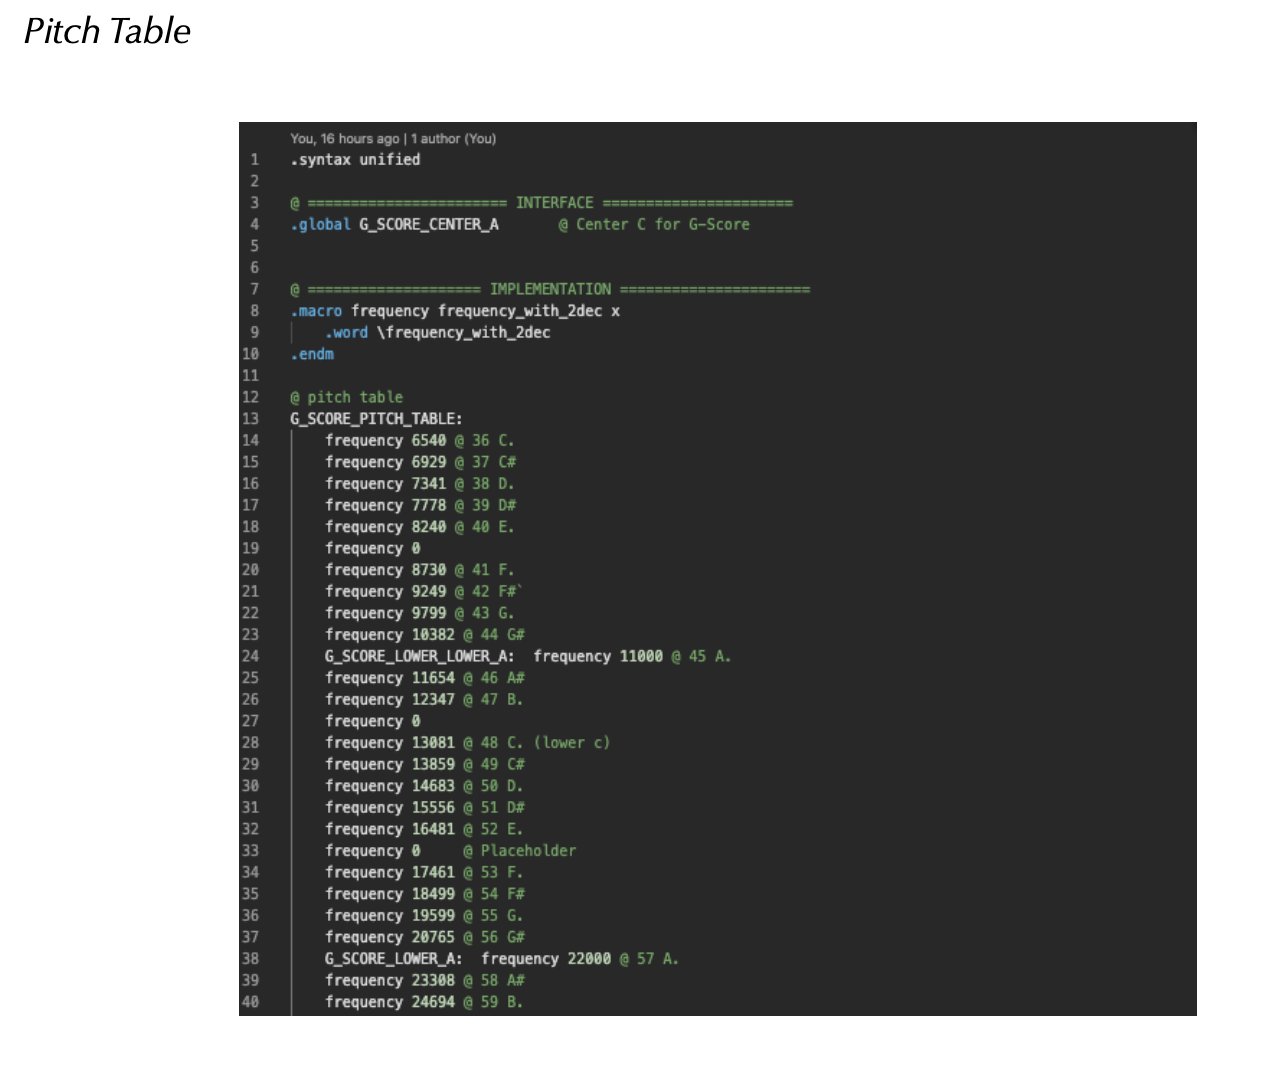 Pitch Table
You, 16 hours ago | 1 author (You)
1 .syntax unified
2
3 @ ======================= INTERFACE ======================
4 .global G_SCORE_CENTER_A @ Center C for G-Score
5
6
7 @ ==================== IMPLEMENTATION ======================
8 .macro frequency frequency_with_2dec x
9 .word \frequency_with_2dec
10 .endm
11
12 @ pitch table
13 G_SCORE_PITCH_TABLE:
14 frequency 6540 @ 36 C.
15 frequency 6929 @ 37 C#
16 frequency 7341 @ 38 D.
17 frequency 7778 @ 39 D#
18 frequency 8240 @ 40 E.
19 frequency 0
20 frequency 8730 @ 41 F.
21 frequency 9249 @ 42 F#`
22 frequency 9799 @ 43 G.
23 frequency 10382 @ 44 G#
24 G_SCORE_LOWER_LOWER_A: frequency 11000 @ 45 A.
25 frequency 11654 @ 46 A#
26 frequency 12347 @ 47 B.
27 frequency 0
28 frequency 13081 @ 48 C. (lower c)
29 frequency 13859 @ 49 C#
30 frequency 14683 @ 50 D.
31 frequency 15556 @ 51 D#
32 frequency 16481 @ 52 E.
33 frequency 0 @ Placeholder
34 frequency 17461 @ 53 F.
35 frequency 18499 @ 54 F#
36 frequency 19599 @ 55 G.
37 frequency 20765 @ 56 G#
38 G_SCORE_LOWER_A: frequency 22000 @ 57 A.
39 frequency 23308 @ 58 A#
40 frequency 24694 @ 59 B.